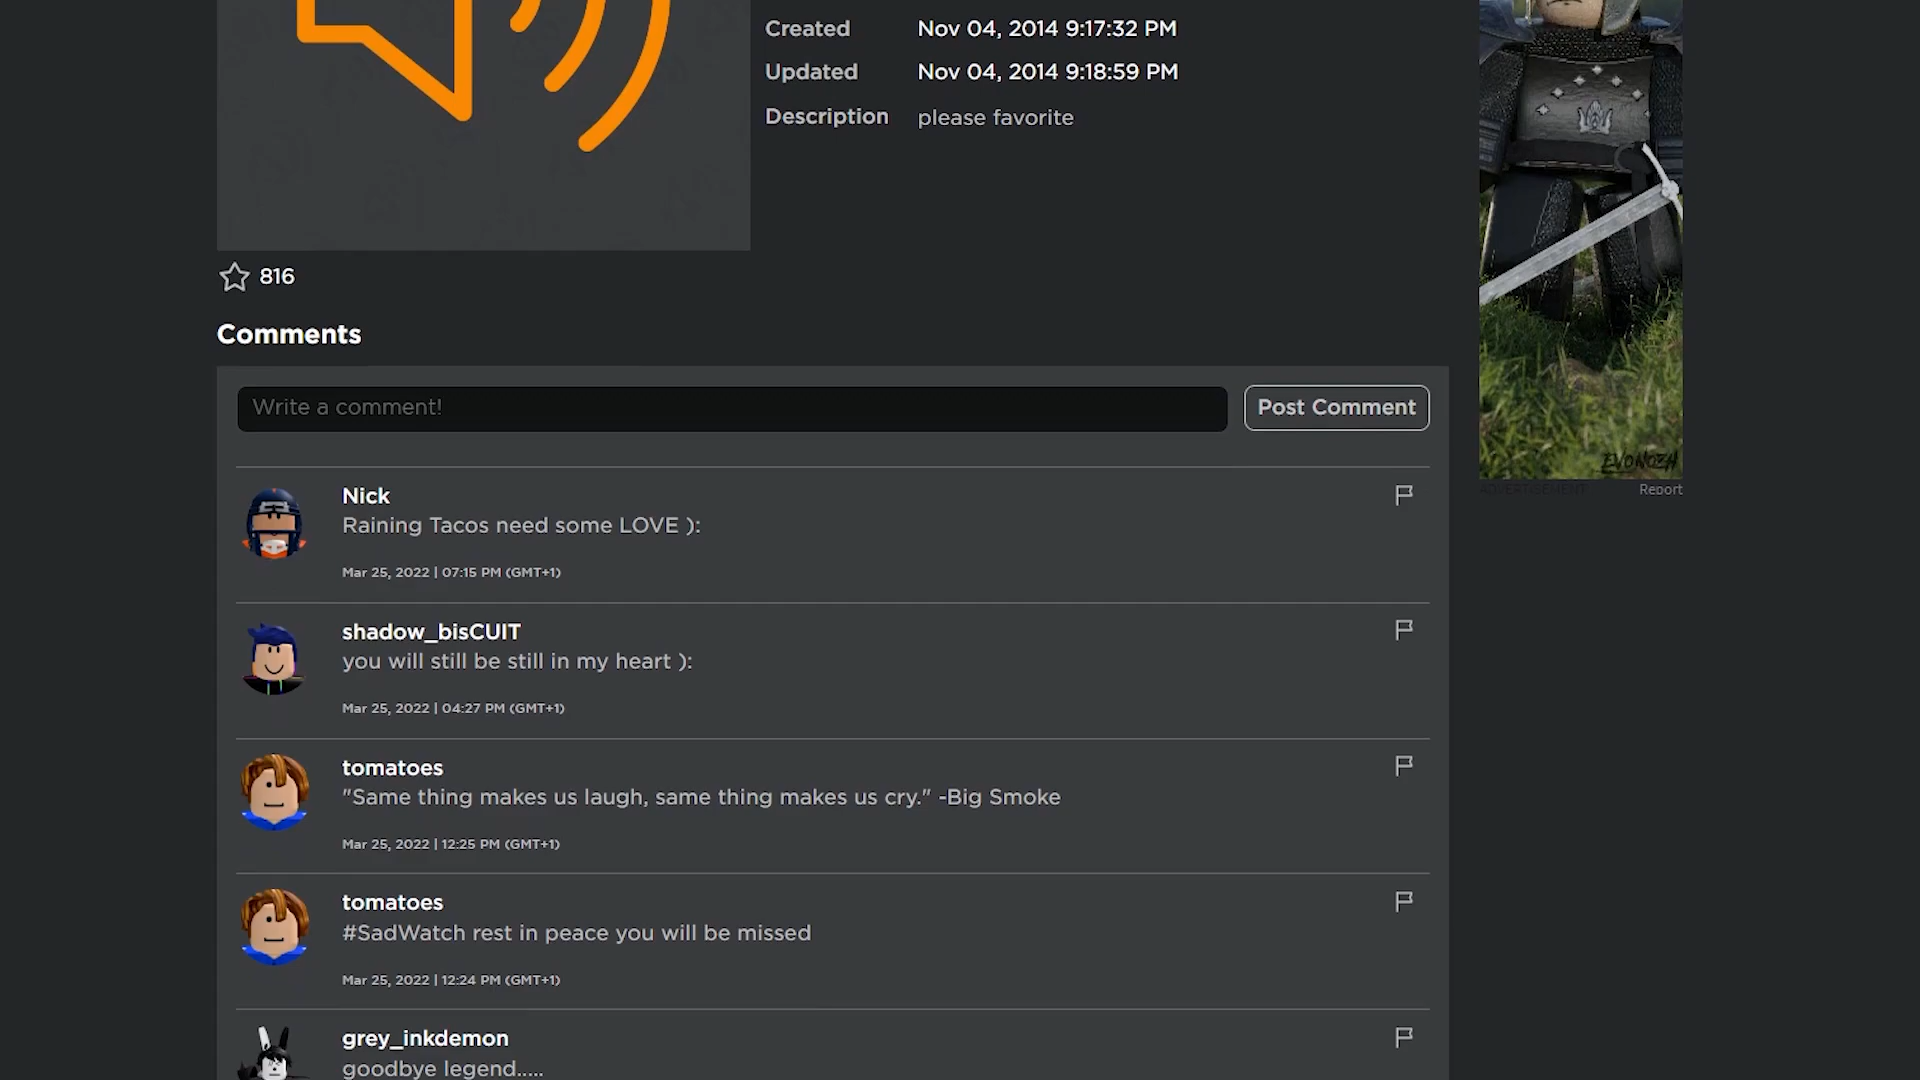 Created Nov 04, 2014 9:17:32 PM
Updated Nov 04, 2014 9:18:59 PM
Description please favorite
816
EVONOZH
ADVERTISEMENT Report
Comments
Write a comment! Post Comment
Nick
Raining Tacos need some LOVE ):
Mar 25, 2022 | 07:15 PM (GMT+1)
shadow_bisCUIT
you will still be still in my heart ):
Mar 25, 2022 | 04:27 PM (GMT+1)
tomatoes
"Same thing makes us laugh, same thing makes us cry." -Big Smoke
Mar 25, 2022 | 12:25 PM (GMT+1)
tomatoes
#SadWatch rest in peace you will be missed
Mar 25, 2022 | 12:24 PM (GMT+1)
grey_inkdemon
goodbye legend.....